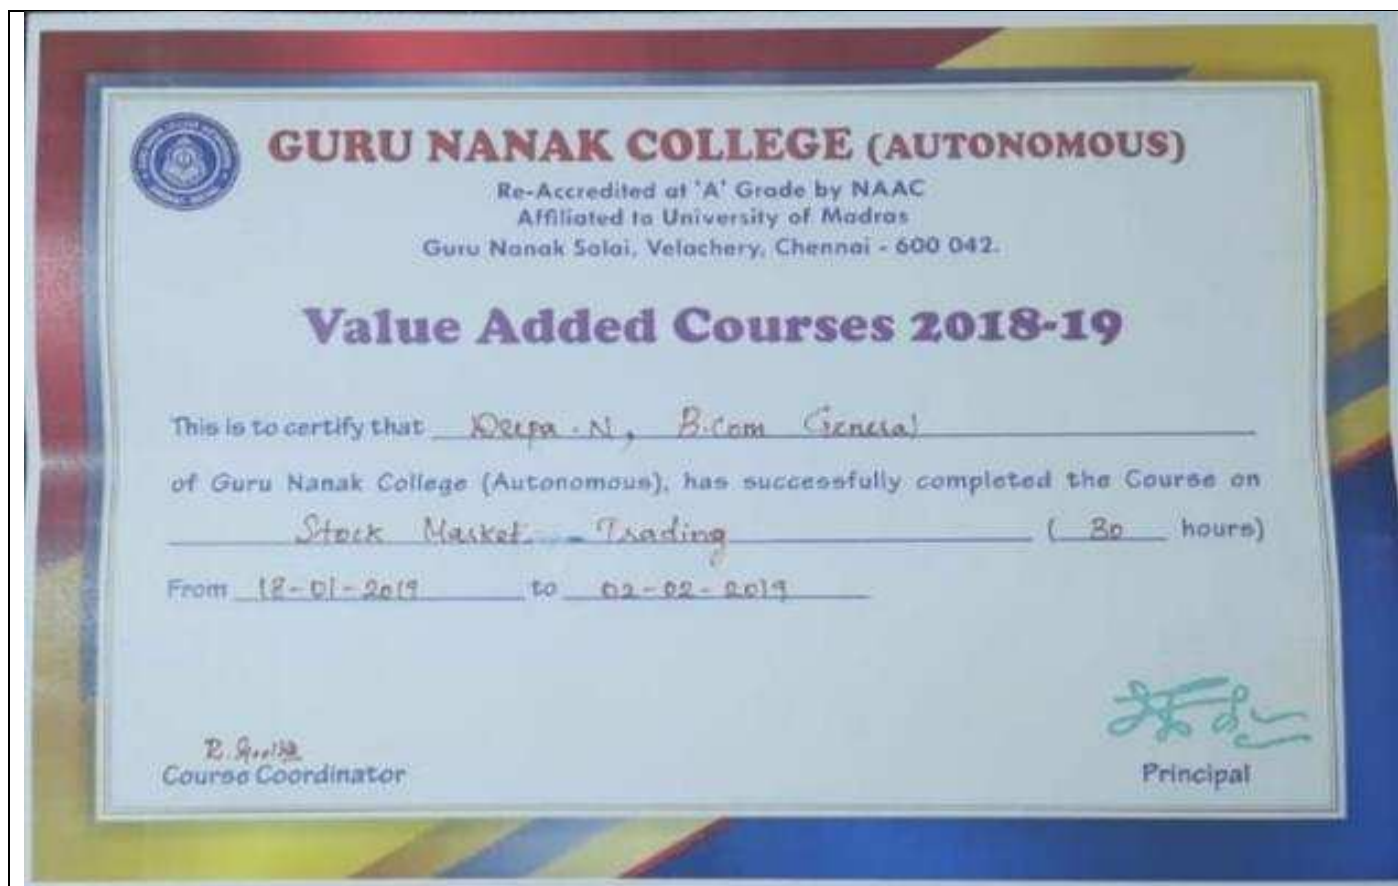 GURU NANAK COLLEGE (AUTONOMOUS)
Re-Accredited at 'A' Grade by NAAC
Affiliated to University of Madras
Guru Nanak Salai, Velachery, Chennai - 600 042.
Value Added Courses 2018-19
This is to certify that Deepa. N, B.Com General
of Guru Nanak College (Autonomous), has successfully completed the Course on
Stock Market - Trading ( 30 hours)
From 18-01-2019 to 02-02-2019
Course Coordinator
Principal